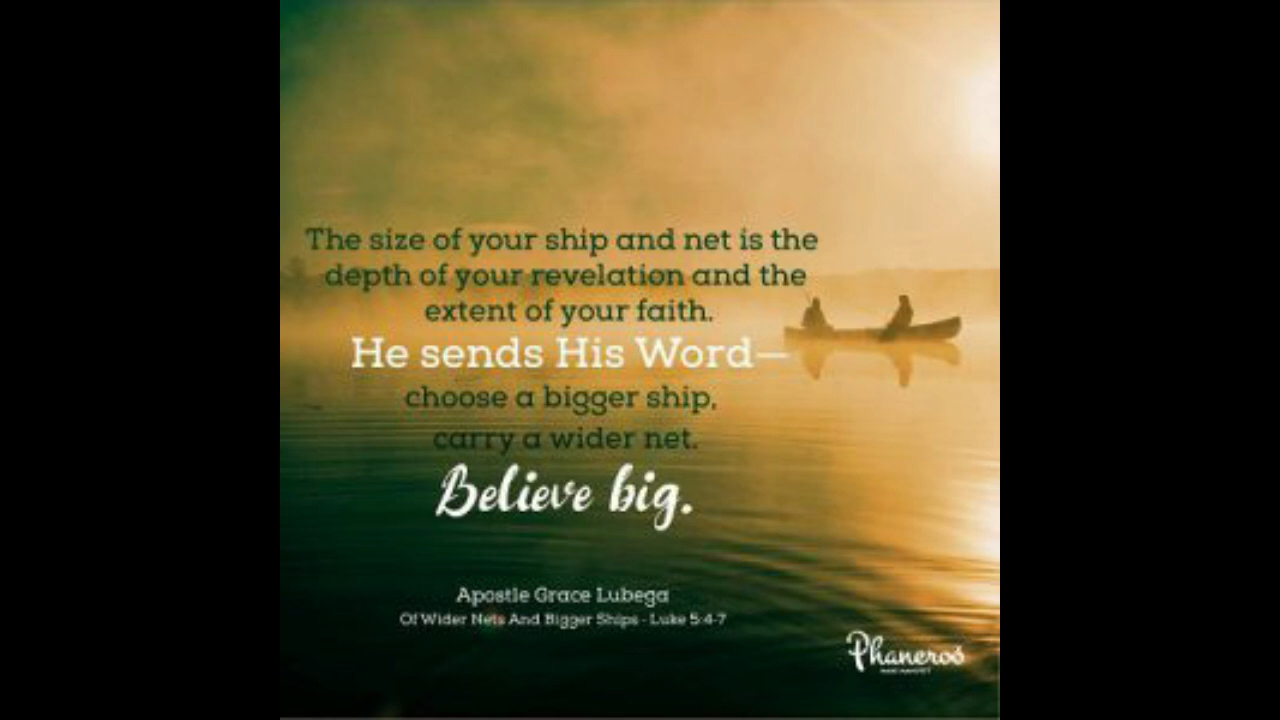 The size of your ship and net is the
depth of your revelation and the
extent of your faith.
He sends His Word—
choose a bigger ship,
carry a wider net.
Believe big.
Apostle Grace Lubega
Of Wider Nets And Bigger Ships - Luke 5:4-7
Phaneroo